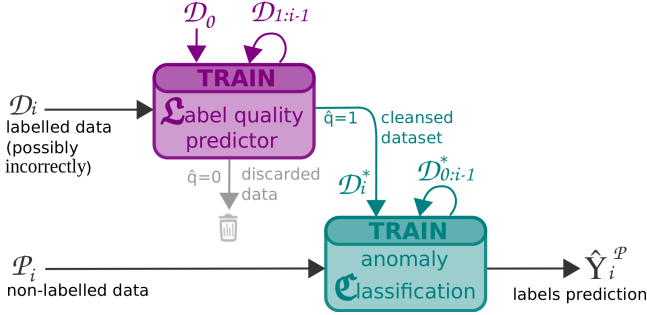 𝒟₀
𝒟₁:ᵢ₋₁
TRAIN
𝒟ᵢ
labelled data
(possibly
incorrectly)
Label quality
predictor
q̂=1
cleansed
dataset
q̂=0
discarded
data
𝒟ᵢ*
𝒟*₀:ᵢ₋₁
TRAIN
anomaly
Classification
𝒫ᵢ
non-labelled data
Ŷᵢ^𝒫
labels prediction